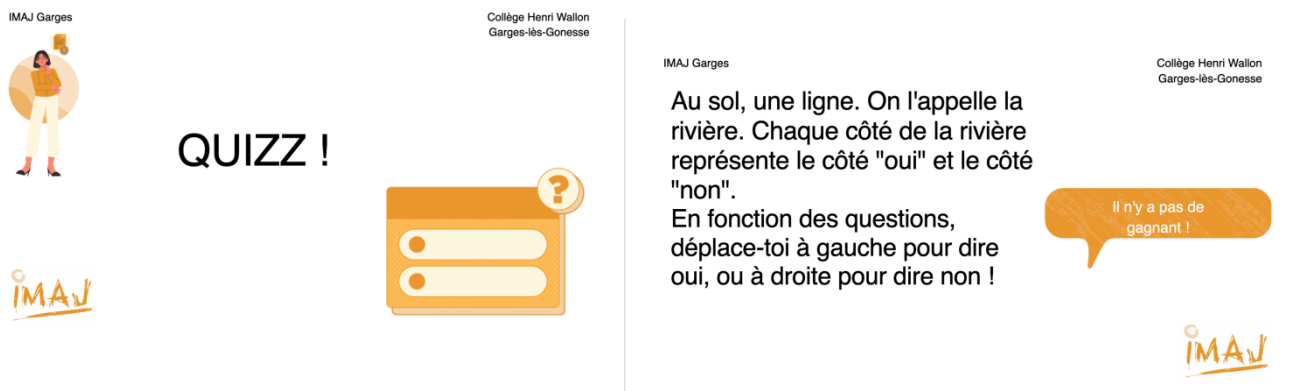 IMAJ Garges
Collège Henri Wallon
Garges-lès-Gonesse
QUIZZ !
?
iMAJ
IMAJ Garges
Collège Henri Wallon
Garges-lès-Gonesse
Au sol, une ligne. On l'appelle la
rivière. Chaque côté de la rivière
représente le côté "oui" et le côté
"non".
En fonction des questions,
déplace-toi à gauche pour dire
oui, ou à droite pour dire non !
Il n'y a pas de
gagnant !
iMAJ